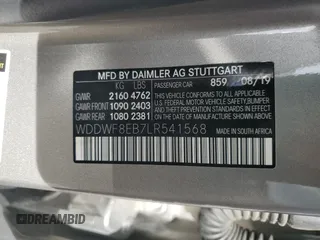 MFD BY DAIMLER AG STUTTGART
KG LBS PASSENGER CAR 859 08/19
GVWR 2160 4762
GAWR FRONT 1090 2403
GAWR REAR 1080 2381
THIS VEHICLE CONFORMS TO ALL APPLICABLE
U.S. FEDERAL MOTOR VEHICLE
SAFETY, BUMPER, AND THEFT PREVENTION
STANDARDS IN EFFECT ON THE DATE
OF MANUFACTURE SHOWN ABOVE
WDDWF8EB7LR541568 MADE IN SOUTH AFRICA
DREAMBID